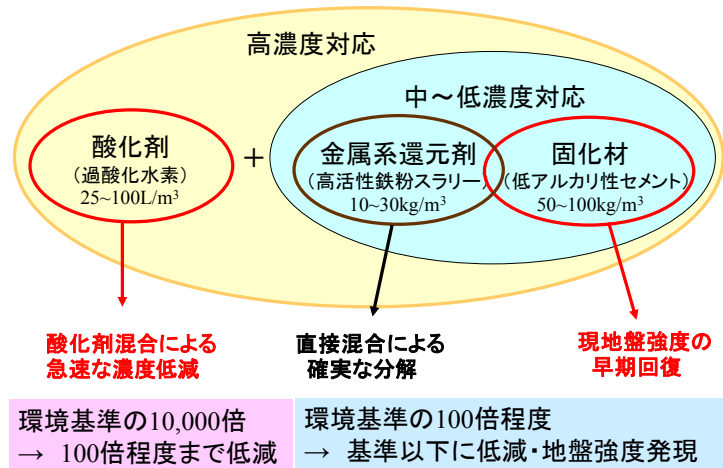 高濃度対応
中～低濃度対応
酸化剤
(過酸化水素)
25~100L/m³
+
金属系還元剤
(高活性鉄粉スラリー)
10~30kg/m³
固化材
(低アルカリ性セメント)
50~100kg/m³
酸化剤混合による
急速な濃度低減
直接混合による
確実な分解
現地盤強度の
早期回復
環境基準の10,000倍
→ 100倍程度まで低減
環境基準の100倍程度
→ 基準以下に低減・地盤強度発現